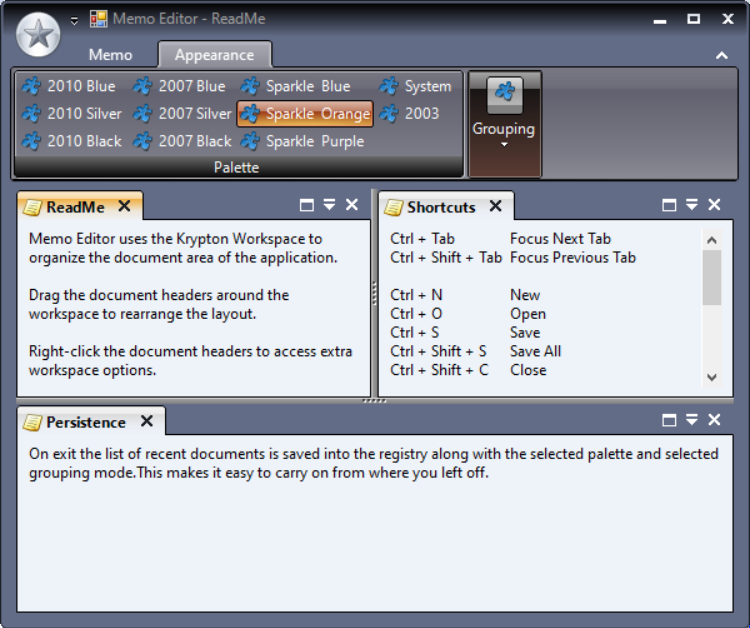 Memo Editor - ReadMe
Memo Appearance
2010 Blue 2007 Blue Sparkle Blue System
2010 Silver 2007 Silver Sparkle Orange 2003
2010 Black 2007 Black Sparkle Purple
Palette
Grouping
ReadMe
Memo Editor uses the Krypton Workspace to
organize the document area of the application.
Drag the document headers around the
workspace to rearrange the layout.
Right-click the document headers to access extra
workspace options.
Shortcuts
Ctrl + Tab Focus Next Tab
Ctrl + Shift + Tab Focus Previous Tab
Ctrl + N New
Ctrl + O Open
Ctrl + S Save
Ctrl + Shift + S Save All
Ctrl + Shift + C Close
Persistence
On exit the list of recent documents is saved into the registry along with the selected palette and selected
grouping mode.This makes it easy to carry on from where you left off.